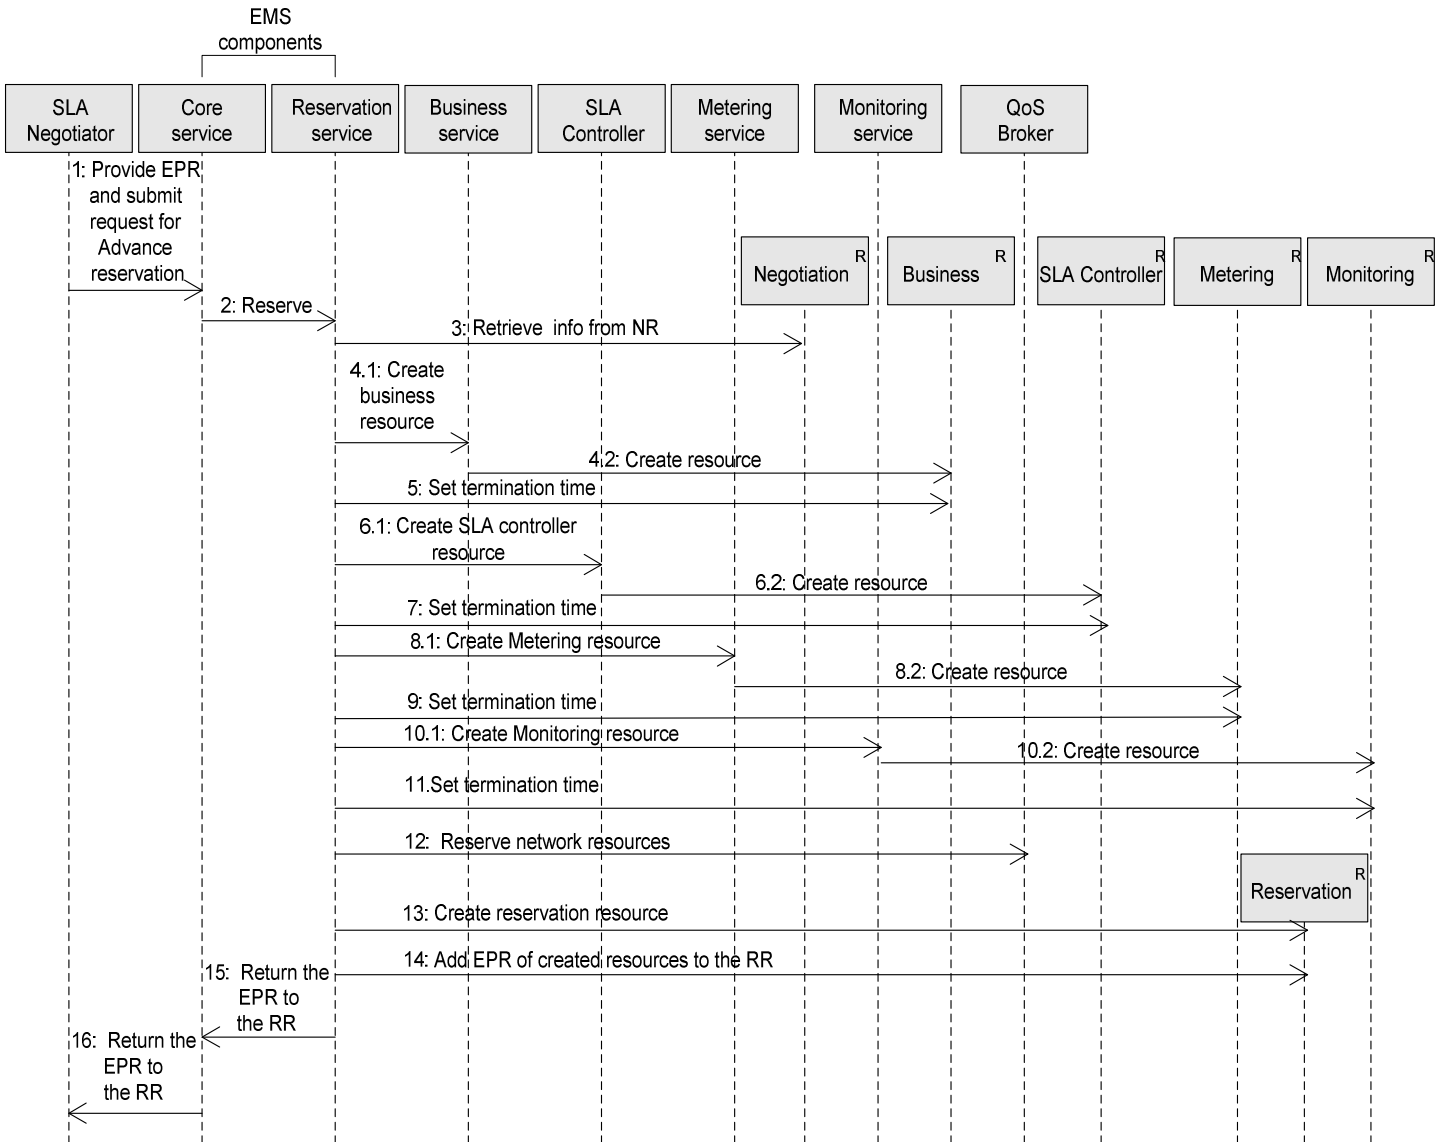 EMS
components
SLA
Negotiator
Core
service
Reservation
service
Business
service
SLA
Controller
Metering
service
Monitoring
service
QoS
Broker
1: Provide EPR
and submit
request for
Advance
reservation
R
Negotiation
R
Business
R
SLA Controller
R
Metering
R
Monitoring
2: Reserve
3: Retrieve info from NR
4.1: Create
business
resource
4.2: Create resource
5: Set termination time
6.1: Create SLA controller
resource
6.2: Create resource
7: Set termination time
8.1: Create Metering resource
8.2: Create resource
9: Set termination time
10.1: Create Monitoring resource
10.2: Create resource
11.Set termination time
12: Reserve network resources
R
Reservation
13: Create reservation resource
14: Add EPR of created resources to the RR
15: Return the
EPR to
the RR
16: Return the
EPR to
the RR